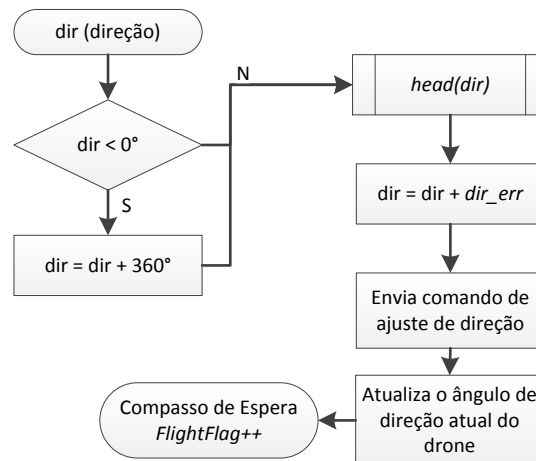 dir (direção)
dir < 0°
N
S
dir = dir + 360°
head(dir)
dir = dir + dir_err
Envia comando de
ajuste de direção
Atualiza o ângulo de
direção atual do
drone
Compasso de Espera
FlightFlag++